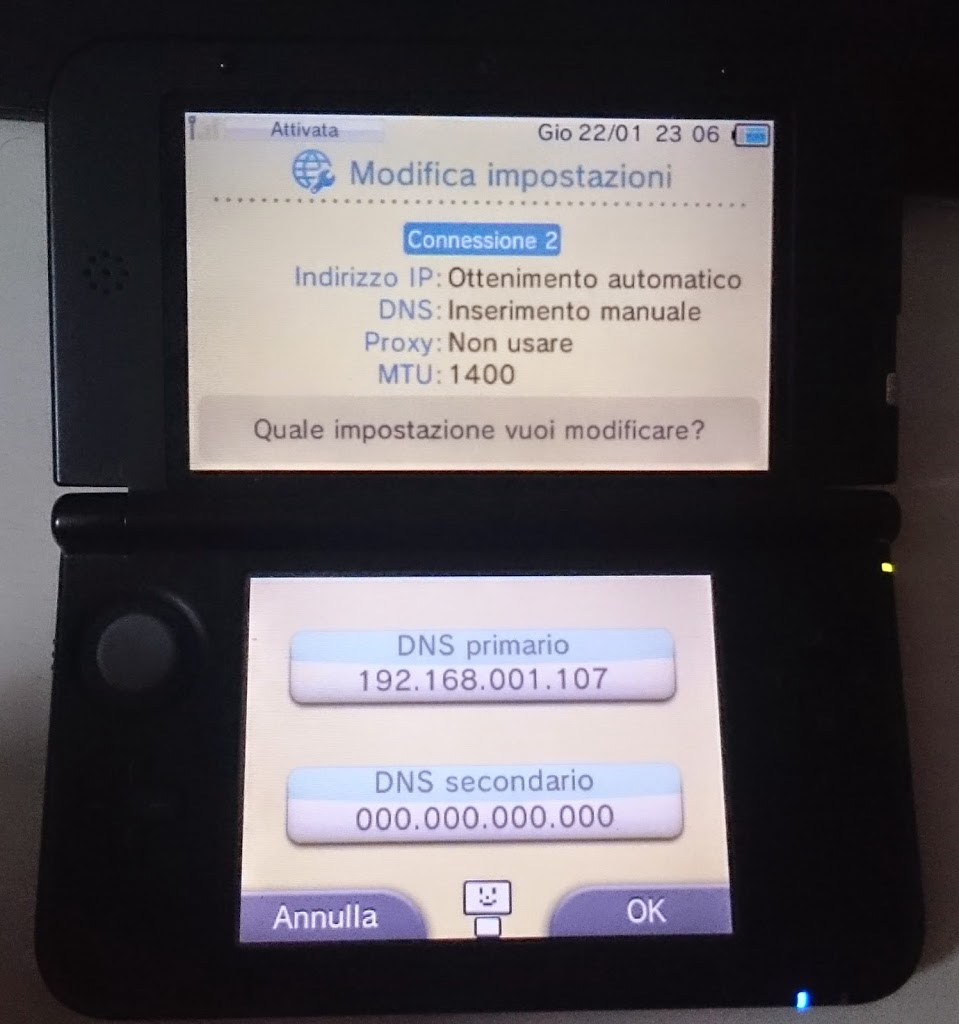 Attivata Gio 22/01 23 06
Modifica impostazioni
Connessione 2
Indirizzo IP: Ottenimento automatico
DNS: Inserimento manuale
Proxy: Non usare
MTU: 1400
Quale impostazione vuoi modificare?
DNS primario
192.168.001.107
DNS secondario
000.000.000.000
Annulla OK